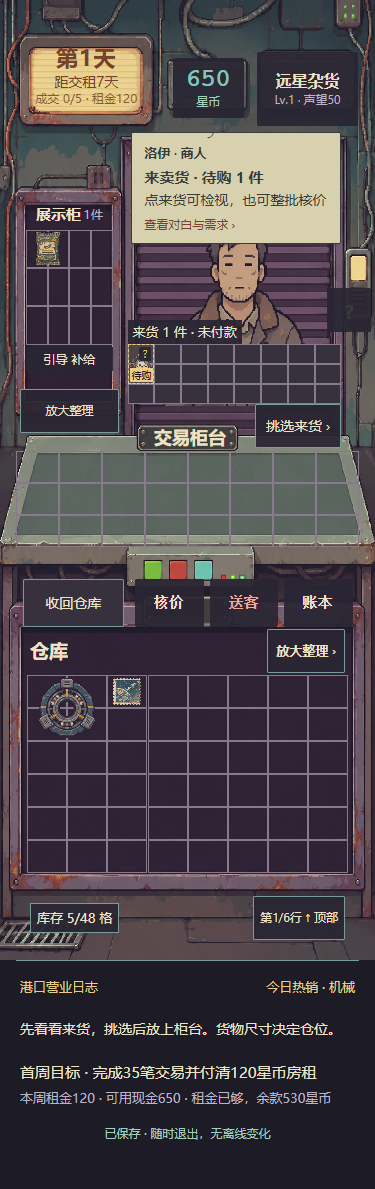 第1天
距交租7天
成交 0/5 · 租金120
650
星币
远星杂货
Lv.1 · 声望50
洛伊 · 商人
来卖货 · 待购 1 件
点来货可检视，也可整批核价
查看对白与需求 ›
展示柜 1件
引导 补给
放大整理
?
来货 1 件 · 未付款
?
待购
挑选来货 ›
交易柜台
收回仓库
核价
送客
账本
仓库
放大整理 ›
库存 5/48 格
第1/6行 ↑ 顶部
港口营业日志
今日热销 · 机械
先看看来货，挑选后放上柜台。货物尺寸决定仓位。
首周目标 · 完成35笔交易并付清120星币房租
本周租金120 · 可用现金650 · 租金已够，余款530星币
已保存 · 随时退出，无离线变化